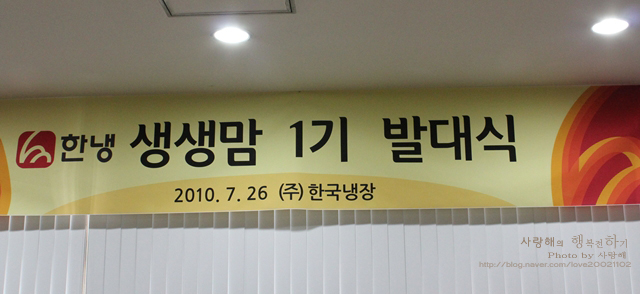 한냉 생생맘 1기 발대식
2010. 7. 26 (주) 한국냉장
사랑해의 행복전하기
Photo by 사랑해
http://blog.naver.com/love20021102